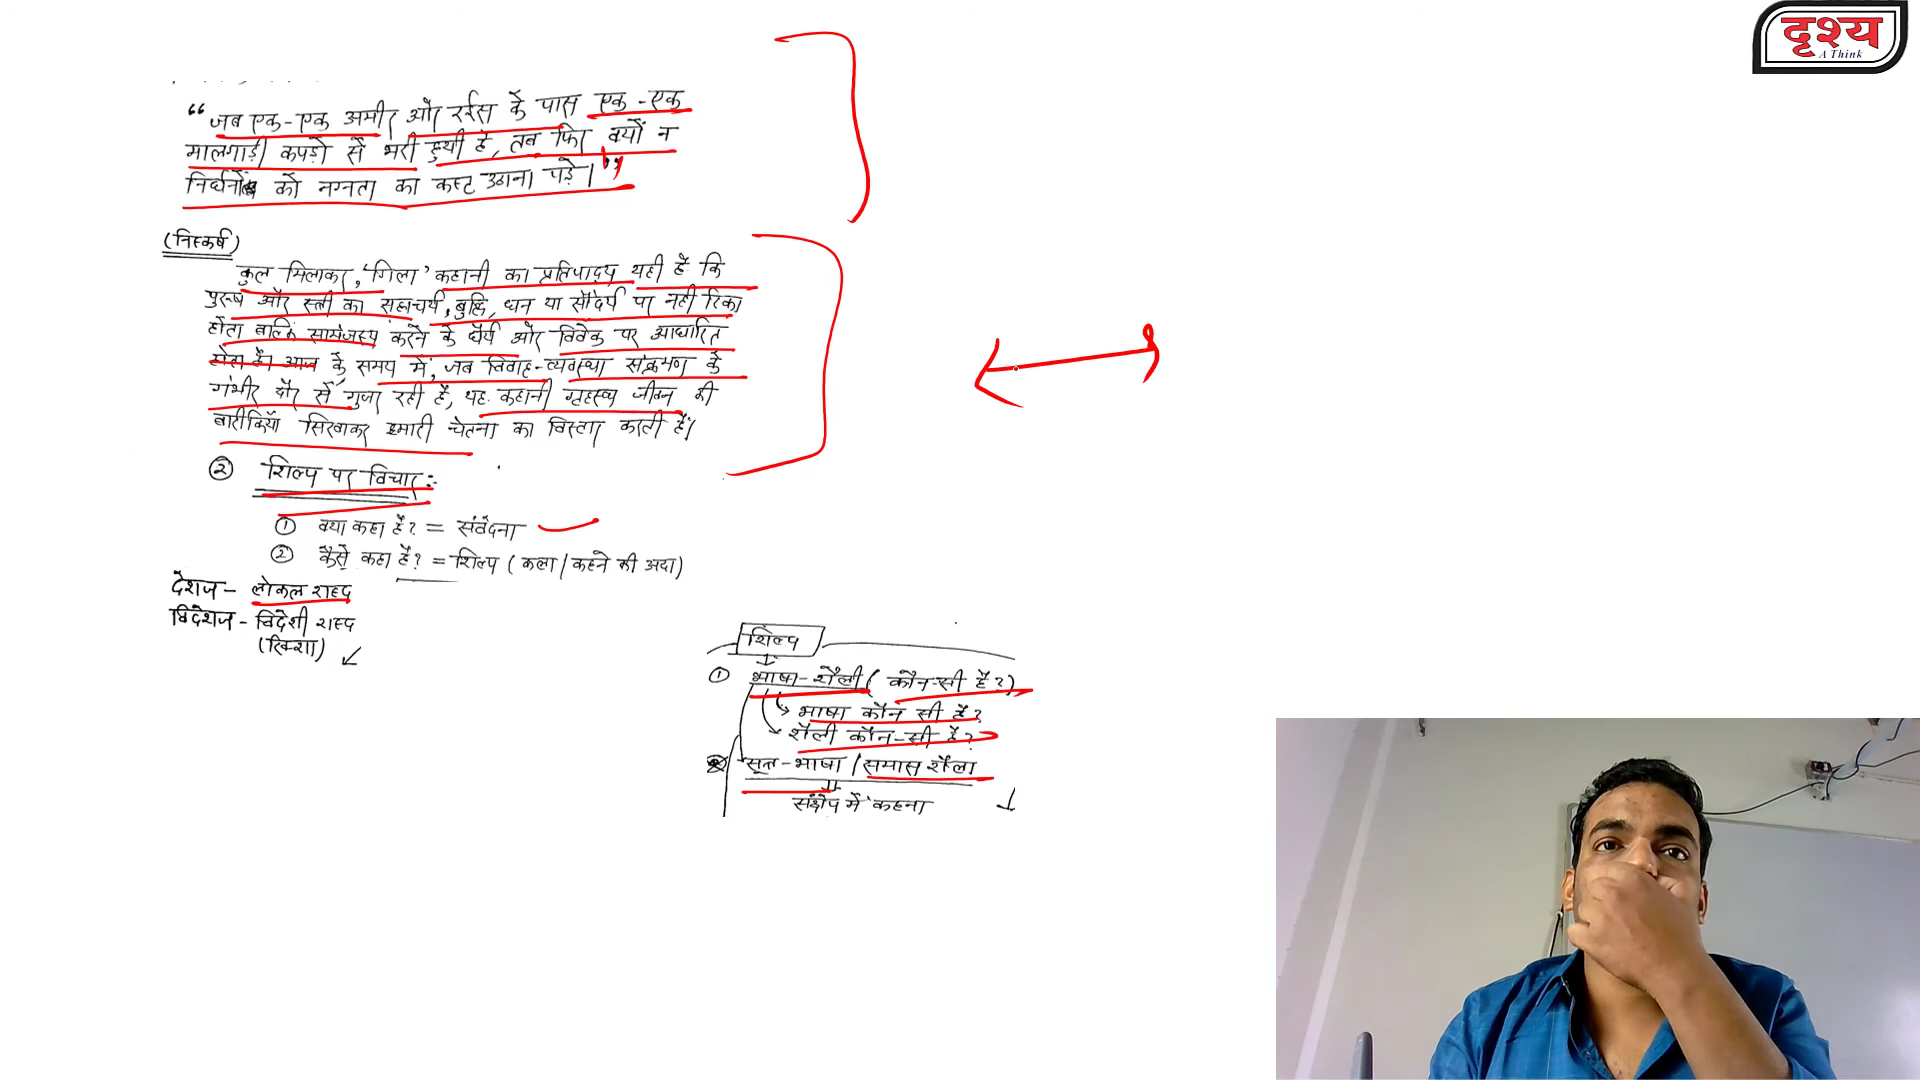 दृश्य
A Think
“जब एक-एक अमीर और रईस के पास एक-एक
मालगाड़ी कपड़ो से भरी हुयी है, तब फिर क्यों न
निर्धनों को नग्नता का कस्ट उठाना पड़े।”
(निष्कर्ष)
कुल मिलाकर, 'गिला' कहानी का प्रतिपाद्य यही है कि
पुरुष और स्त्री का साहचर्य, बुद्धि, धन या सौंदर्य पर नही टिका
होता बल्कि सामंजस्य करने के धैर्य और विवेक पर आधारित
होता है। आज के समय में, जब विवाह-व्यवस्था संक्रमण के
गंभीर दौर से गुजर रही है, यह कहानी गृहस्थ जीवन की
बारीकियाँ सिखाकर हमारी चेतना का विस्तार करती है।
② शिल्प पर विचार:-
① क्या कहा है? = संवेदना
② कैसे कहा है? = शिल्प (कला/कहने की अदा)
देशज - लोकल शब्द
विदेशज - विदेशी शब्द
(रिक्शा)
शिल्प
① भाषा-शैली (कौन-सी है?)
भाषा कौन सी है?
शैली कौन-सी है?
सूत्र-भाषा/समास शैली
संक्षेप में कहना